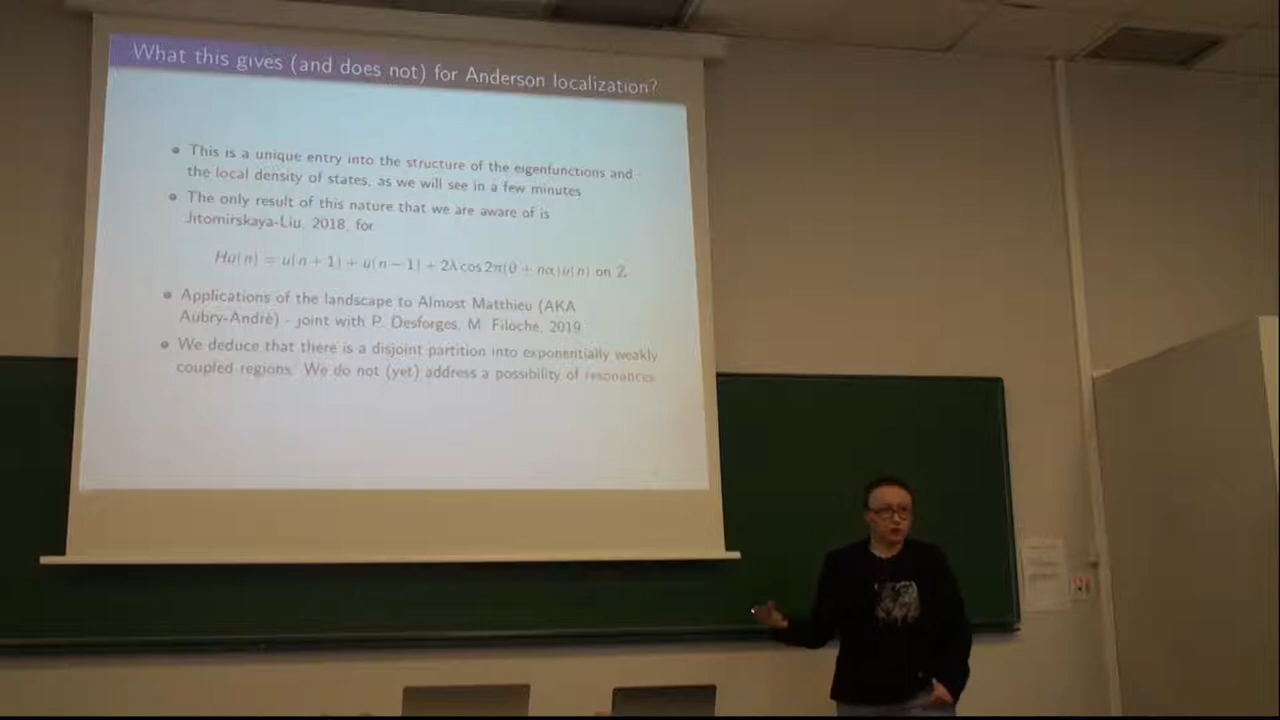 What this gives (and does not) for Anderson localization?
• This is a unique entry into the structure of the eigenfunctions and
the local density of states, as we will see in a few minutes
• The only result of this nature that we are aware of is
Jitomirskaya-Liu, 2018, for
Hu(n) = u(n + 1) + u(n − 1) + 2λ cos 2π(θ + nα)u(n) on Z,
• Applications of the landscape to Almost Matthieu (AKA
Aubry-Andrè) - joint with P. Desforges, M. Filoche, 2019
• We deduce that there is a disjoint partition into exponentially weakly
coupled regions. We do not (yet) address a possibility of resonances